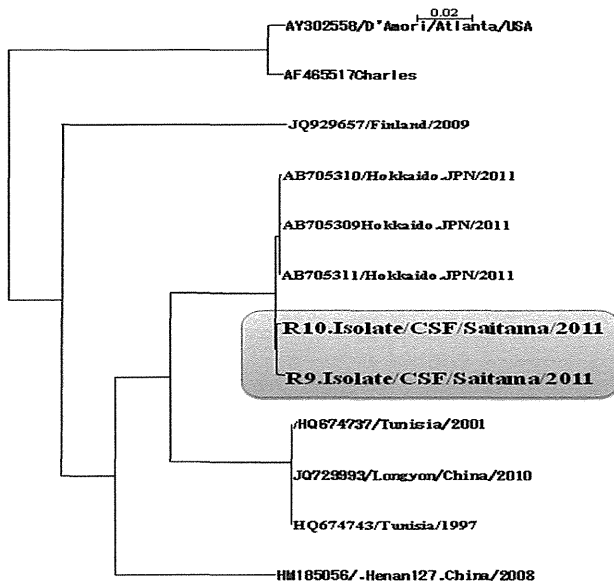 0.02
AY302558/D'Amori/Atlanta/USA
AF465517Charles
JQ929657/Finland/2009
AB705310/Hokkaido.JPN/2011
AB705309Hokkaido.JPN/2011
AB705311/Hokkaido.JPN/2011
R10.Isolate/CSF/Saitama/2011
R9.Isolate/CSF/Saitama/2011
/HQ674737/Tunisia/2001
JQ729993/Longyon/China/2010
HQ674743/Tunisia/1997
HM185056/.Henan127.China/2008